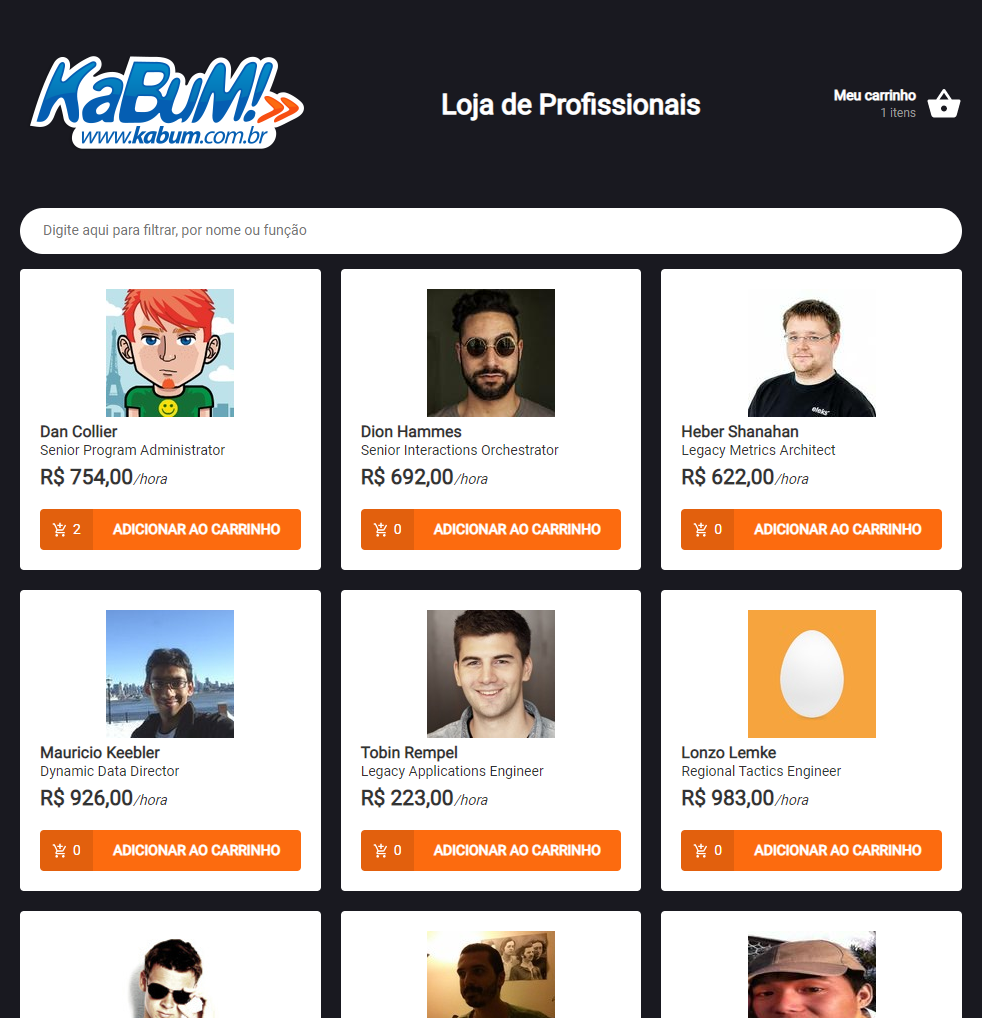 KaBuM!
www.kabum.com.br
Loja de Profissionais
Meu carrinho
1 itens
Digite aqui para filtrar, por nome ou função
Dan Collier
Senior Program Administrator
R$ 754,00/hora
2 ADICIONAR AO CARRINHO
Dion Hammes
Senior Interactions Orchestrator
R$ 692,00/hora
0 ADICIONAR AO CARRINHO
eleks
Heber Shanahan
Legacy Metrics Architect
R$ 622,00/hora
0 ADICIONAR AO CARRINHO
Mauricio Keebler
Dynamic Data Director
R$ 926,00/hora
0 ADICIONAR AO CARRINHO
Tobin Rempel
Legacy Applications Engineer
R$ 223,00/hora
0 ADICIONAR AO CARRINHO
Lonzo Lemke
Regional Tactics Engineer
R$ 983,00/hora
0 ADICIONAR AO CARRINHO